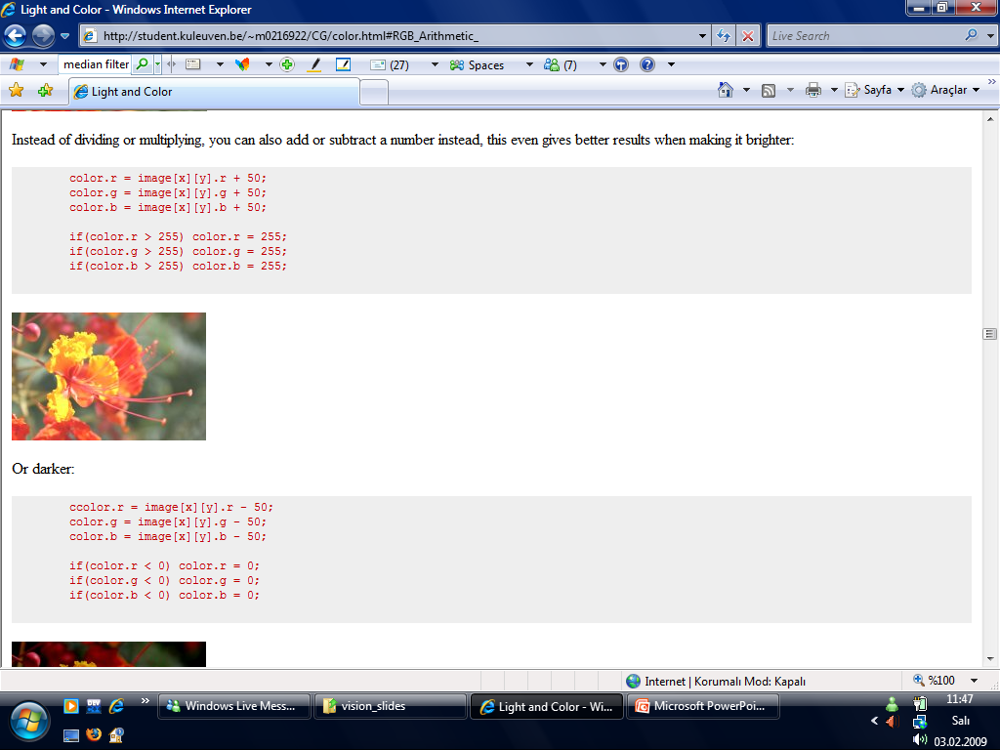 Light and Color - Windows Internet Explorer
http://student.kuleuven.be/~m0216922/CG/color.html#RGB_Arithmetic_
Live Search
median filter
(27)
Spaces
(7)
Light and Color
Sayfa
Araçlar
Instead of dividing or multiplying, you can also add or subtract a number instead, this even gives better results when making it brighter:
color.r = image[x][y].r + 50;
color.g = image[x][y].g + 50;
color.b = image[x][y].b + 50;
if(color.r > 255) color.r = 255;
if(color.g > 255) color.g = 255;
if(color.b > 255) color.b = 255;
Or darker:
ccolor.r = image[x][y].r - 50;
color.g = image[x][y].g - 50;
color.b = image[x][y].b - 50;
if(color.r < 0) color.r = 0;
if(color.g < 0) color.g = 0;
if(color.b < 0) color.b = 0;
Internet | Korumalı Mod: Kapalı
%100
Windows Live Mess...
vision_slides
Light and Color - Wi...
Microsoft PowerPoi...
11:47
Salı
03.02.2009